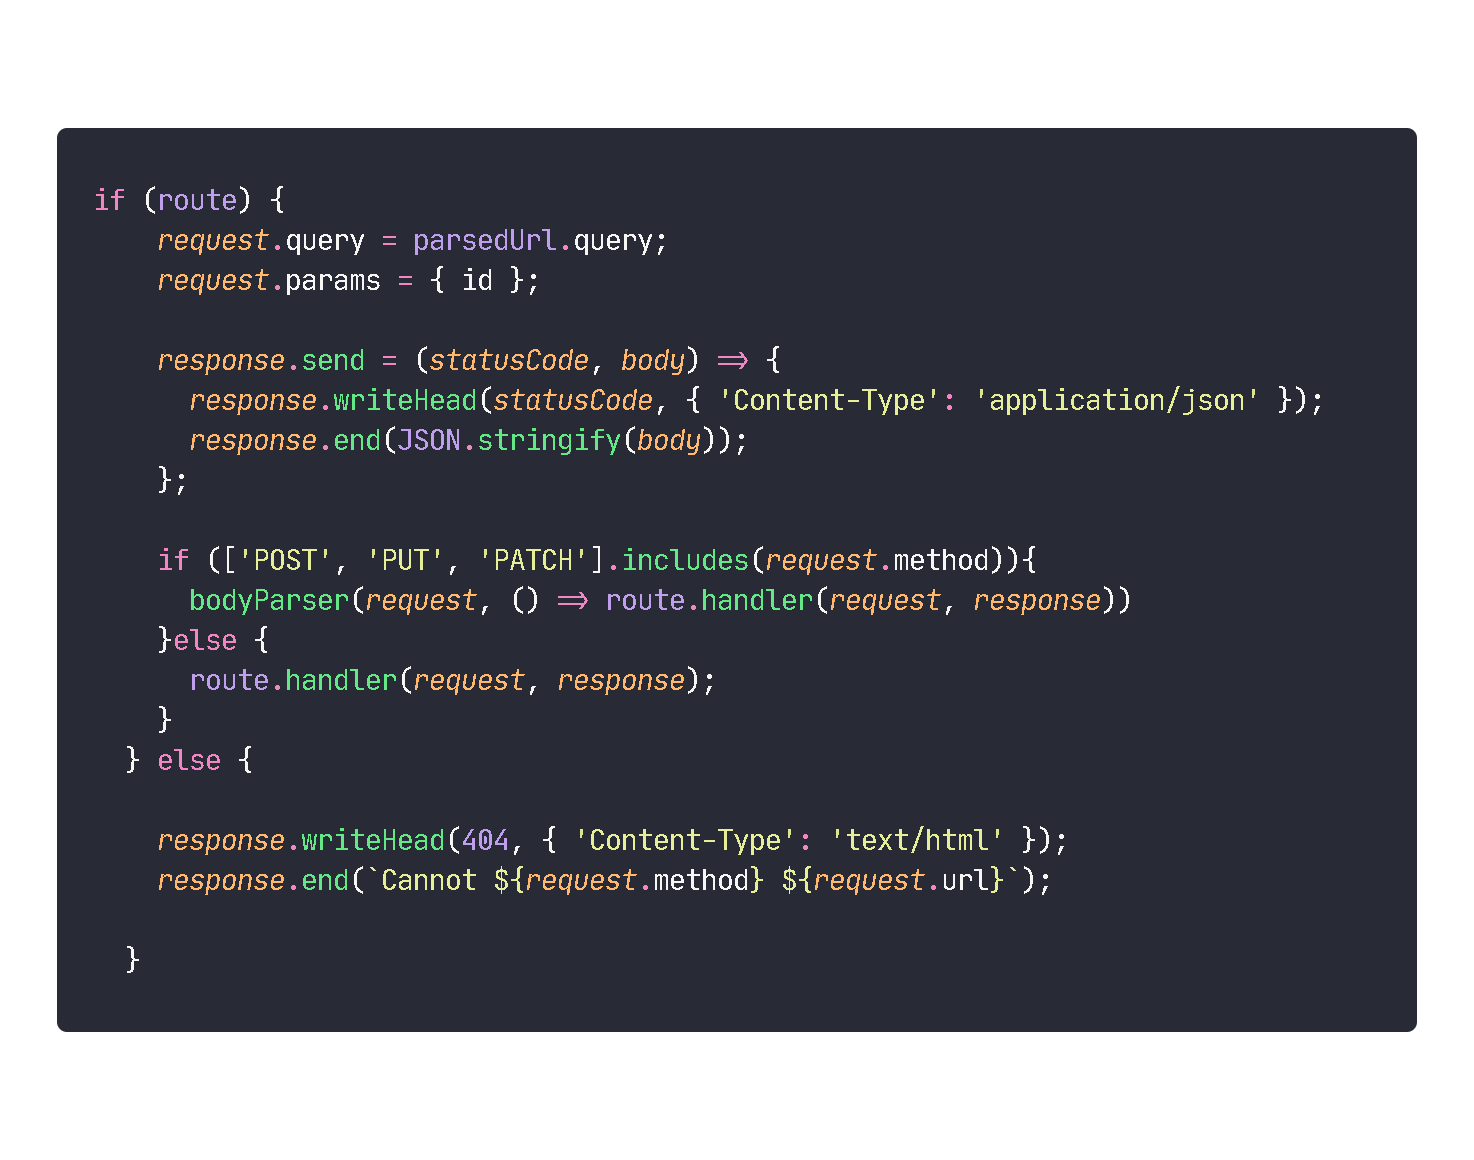 if (route) {
    request.query = parsedUrl.query;
    request.params = { id };

    response.send = (statusCode, body) => {
      response.writeHead(statusCode, { 'Content-Type': 'application/json' });
      response.end(JSON.stringify(body));
    };

    if (['POST', 'PUT', 'PATCH'].includes(request.method)){
      bodyParser(request, () => route.handler(request, response))
    }else {
      route.handler(request, response);
    }
  } else {

    response.writeHead(404, { 'Content-Type': 'text/html' });
    response.end(`Cannot ${request.method} ${request.url}`);

  }